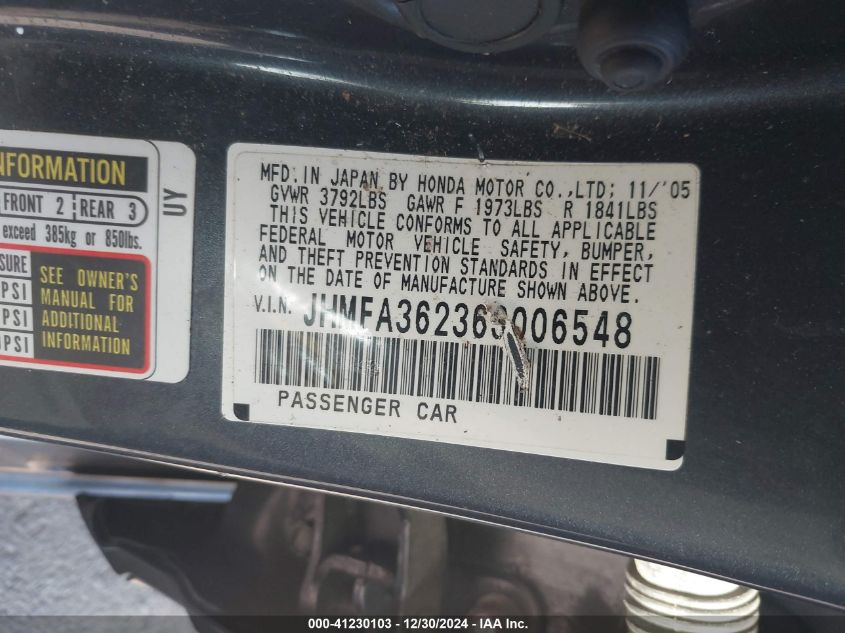 INFORMATION
FRONT 2 REAR 3
exceed 385kg or 850lbs.
SURE
PSI
PSI
PSI
SEE OWNER'S
MANUAL FOR
ADDITIONAL
INFORMATION
UY
MFD. IN JAPAN BY HONDA MOTOR CO.,LTD; 11/'05
GVWR 3792LBS GAWR F 1973LBS R 1841LBS
THIS VEHICLE CONFORMS TO ALL APPLICABLE
FEDERAL MOTOR VEHICLE SAFETY, BUMPER,
AND THEFT PREVENTION STANDARDS IN EFFECT
ON THE DATE OF MANUFACTURE SHOWN ABOVE.
V.I.N. JHMFA36236S006548
PASSENGER CAR
000-41230103 - 12/30/2024 - IAAI Inc.